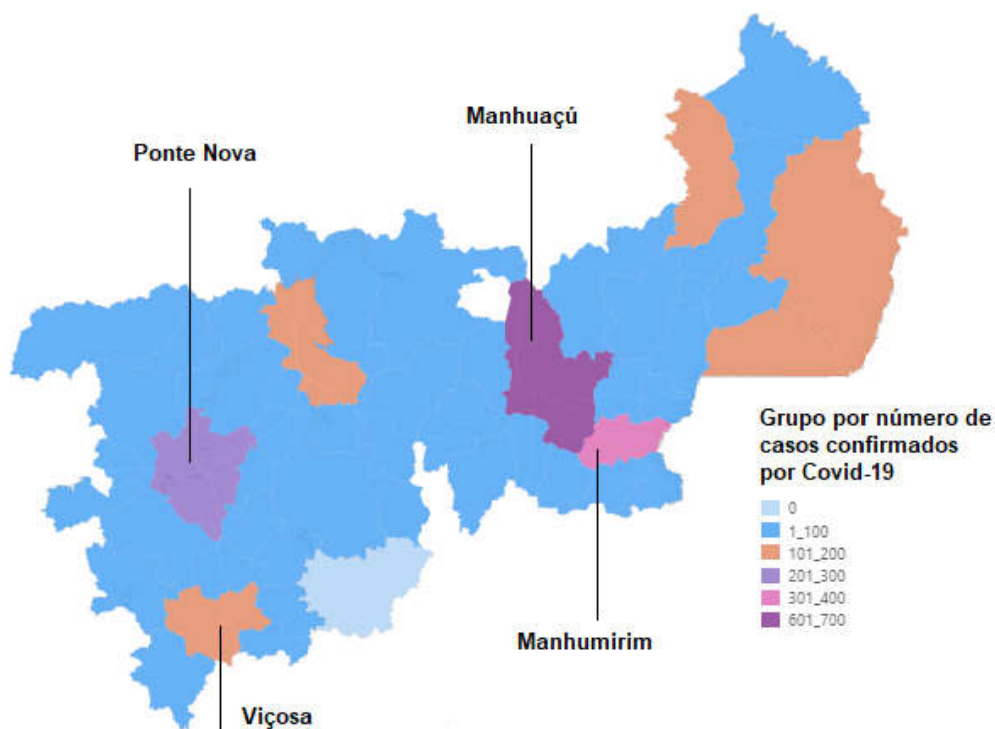 Manhuaçú
Ponte Nova
Grupo por número de
casos confirmados
por Covid-19
0
1_100
101_200
201_300
301_400
601_700
Manhumirim
Viçosa